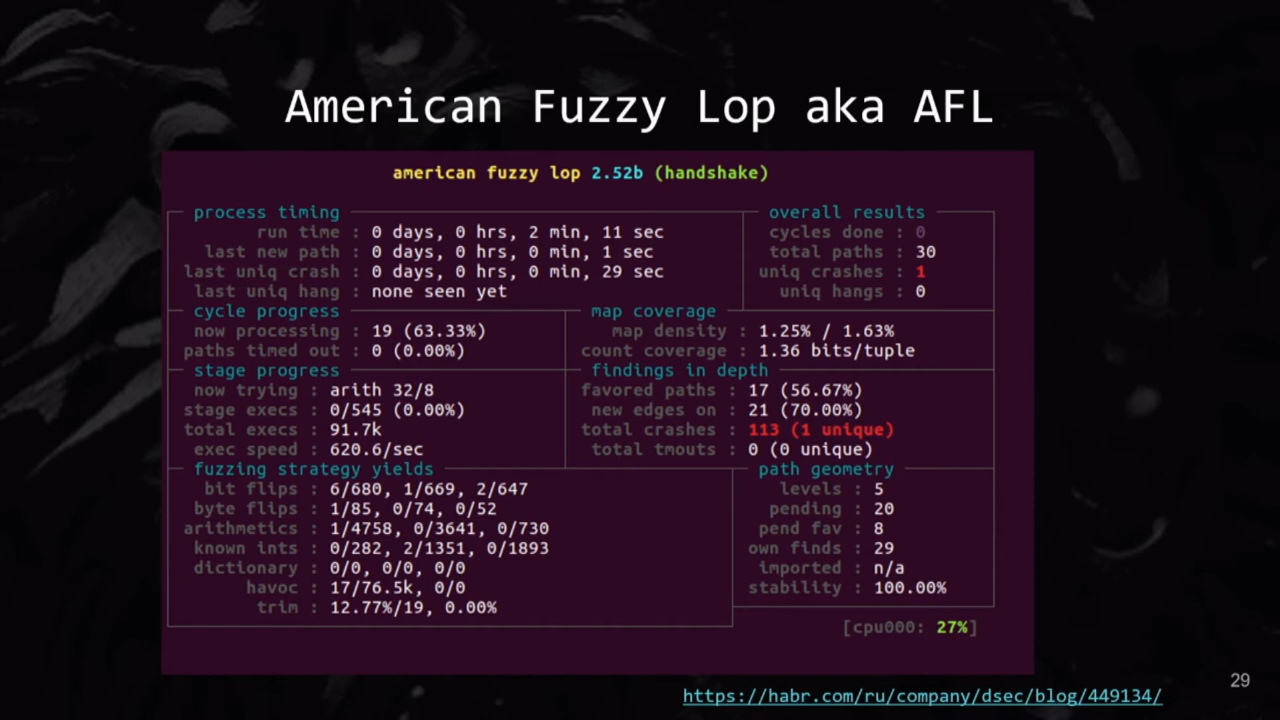 American Fuzzy Lop aka AFL
american fuzzy lop 2.52b (handshake)
process timing
run time : 0 days, 0 hrs, 2 min, 11 sec
last new path : 0 days, 0 hrs, 0 min, 1 sec
last uniq crash : 0 days, 0 hrs, 0 min, 29 sec
last uniq hang : none seen yet
overall results
cycles done : 0
total paths : 30
uniq crashes : 1
uniq hangs : 0
cycle progress
now processing : 19 (63.33%)
paths timed out : 0 (0.00%)
map coverage
map density : 1.25% / 1.63%
count coverage : 1.36 bits/tuple
stage progress
now trying : arith 32/8
stage execs : 0/545 (0.00%)
total execs : 91.7k
exec speed : 620.6/sec
findings in depth
favored paths : 17 (56.67%)
new edges on : 21 (70.00%)
total crashes : 113 (1 unique)
total tmouts : 0 (0 unique)
fuzzing strategy yields
bit flips : 6/680, 1/669, 2/647
byte flips : 1/85, 0/74, 0/52
arithmetics : 1/4758, 0/3641, 0/730
known ints : 0/282, 2/1351, 0/1893
dictionary : 0/0, 0/0, 0/0
havoc : 17/76.5k, 0/0
trim : 12.77%/19, 0.00%
path geometry
levels : 5
pending : 20
pend fav : 8
own finds : 29
imported : n/a
stability : 100.00%
[cpu000: 27%]
https://habr.com/ru/company/dsec/blog/449134/
29